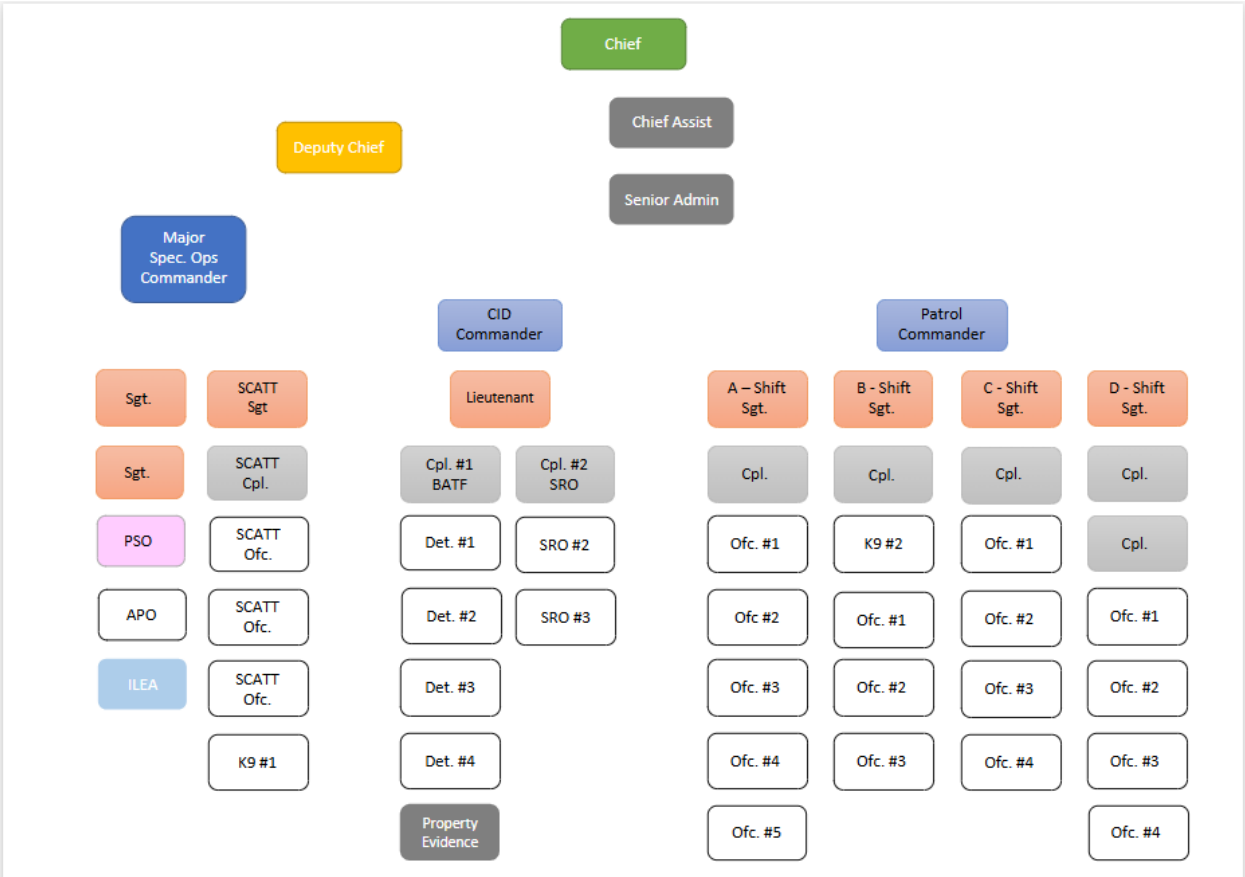 Chief
Chief Assist
Deputy Chief
Senior Admin
Major
Spec. Ops
Commander
CID
Commander
Patrol
Commander
Sgt.
SCATT
Sgt
Lieutenant
A – Shift
Sgt.
B - Shift
Sgt.
C - Shift
Sgt.
D - Shift
Sgt.
Sgt.
SCATT
Cpl.
Cpl. #1
BATF
Cpl. #2
SRO
Cpl.
Cpl.
Cpl.
Cpl.
PSO
SCATT
Ofc.
Det. #1
SRO #2
Ofc. #1
K9 #2
Ofc. #1
Cpl.
APO
SCATT
Ofc.
Det. #2
SRO #3
Ofc #2
Ofc. #1
Ofc. #2
Ofc. #1
ILEA
SCATT
Ofc.
Det. #3
Ofc. #3
Ofc. #2
Ofc. #3
Ofc. #2
K9 #1
Det. #4
Ofc. #4
Ofc. #3
Ofc. #4
Ofc. #3
Property
Evidence
Ofc. #5
Ofc. #4